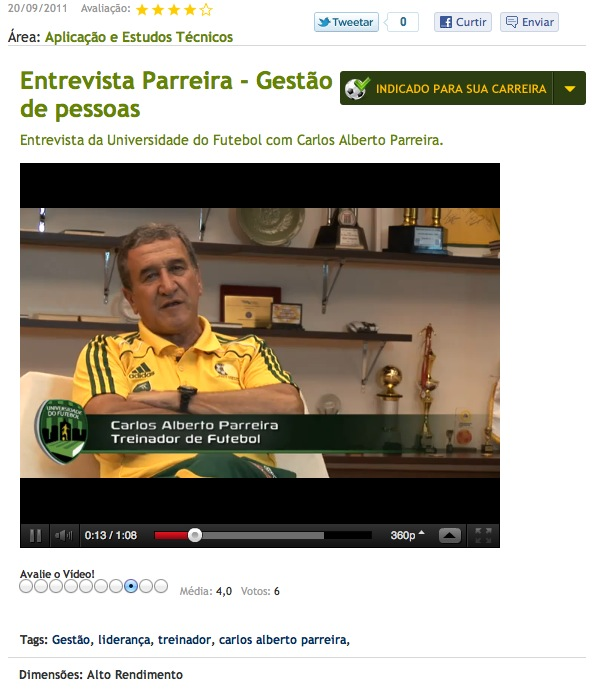 20/09/2011 Avaliação:
Tweetar 0 Curtir Enviar
Área: Aplicação e Estudos Técnicos
Entrevista Parreira - Gestão
de pessoas
INDICADO PARA SUA CARREIRA
Entrevista da Universidade do Futebol com Carlos Alberto Parreira.
adidas
UNIVERSIDADE
DO FUTEBOL
Carlos Alberto Parreira
Treinador de Futebol
0:13 / 1:08 360p
Avalie o Vídeo!
Média: 4,0 Votos: 6
Tags: Gestão, liderança, treinador, carlos alberto parreira,
Dimensões: Alto Rendimento